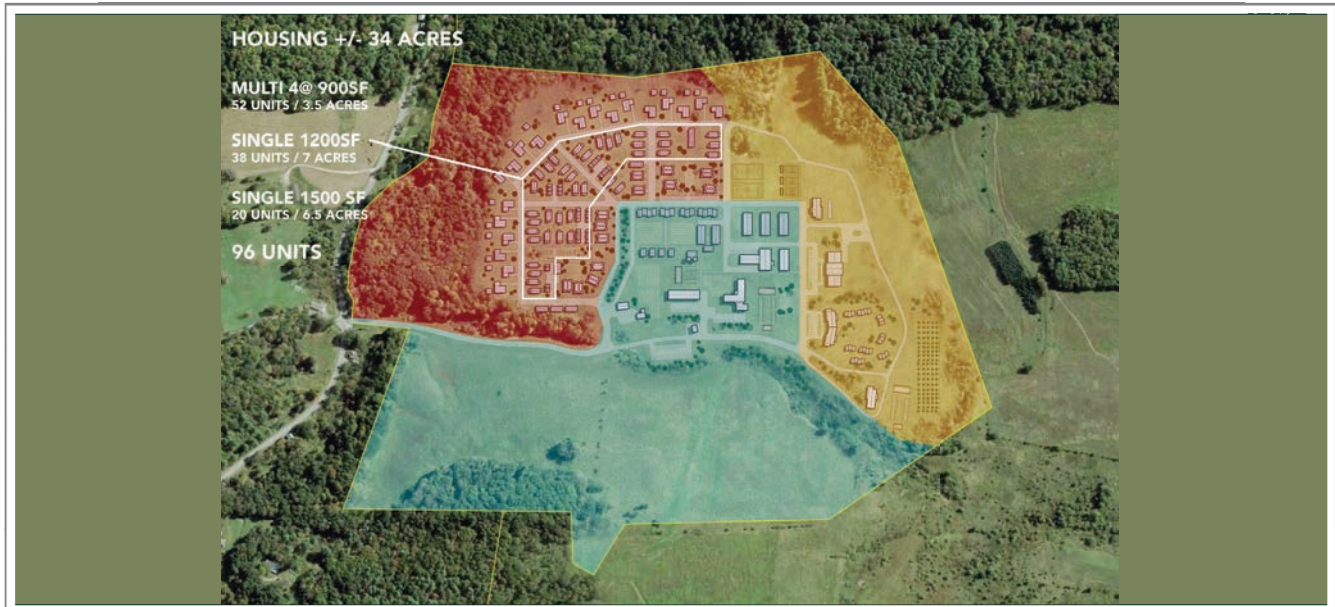 HOUSING +/- 34 ACRES
MULTI 4@ 900SF
52 UNITS / 3.5 ACRES
SINGLE 1200SF
38 UNITS / 7 ACRES
SINGLE 1500 SF
20 UNITS / 6.5 ACRES
96 UNITS